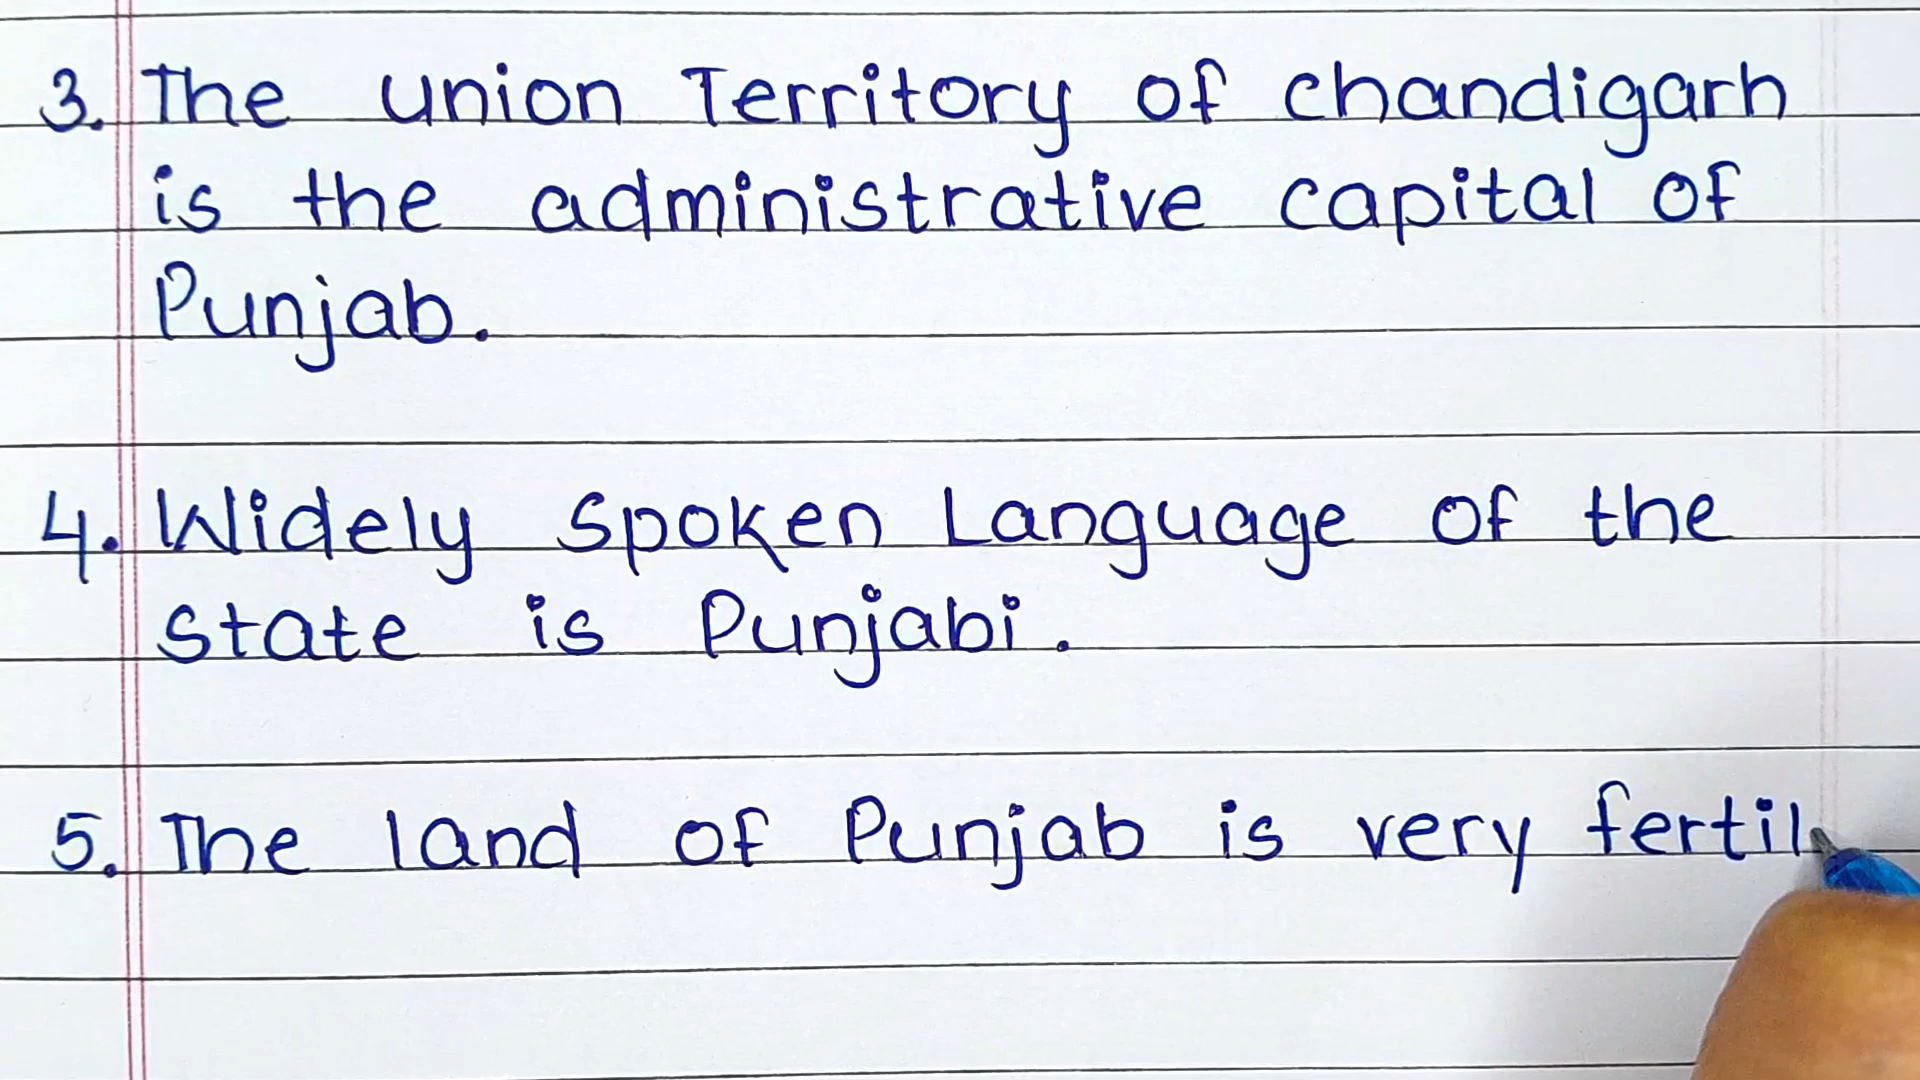 3. The union Territory of chandigarh
is the administrative capital of
Punjab.
4. Widely spoken Language of the
state is Punjabi.
5. The land of Punjab is very fertil